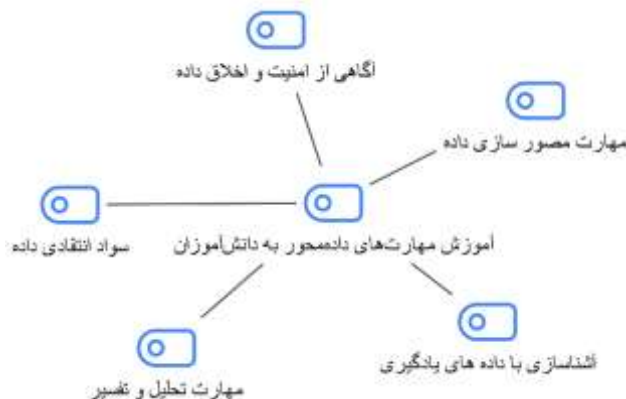 آگاهی از امنیت و اخلاق داده
مهارت مصور سازی داده
آموزش مهارت‌های داده‌محور به دانش‌آموزان
سواد انتقادی داده
آشناسازی با داده های یادگیری
مهارت تحلیل و تفسیر